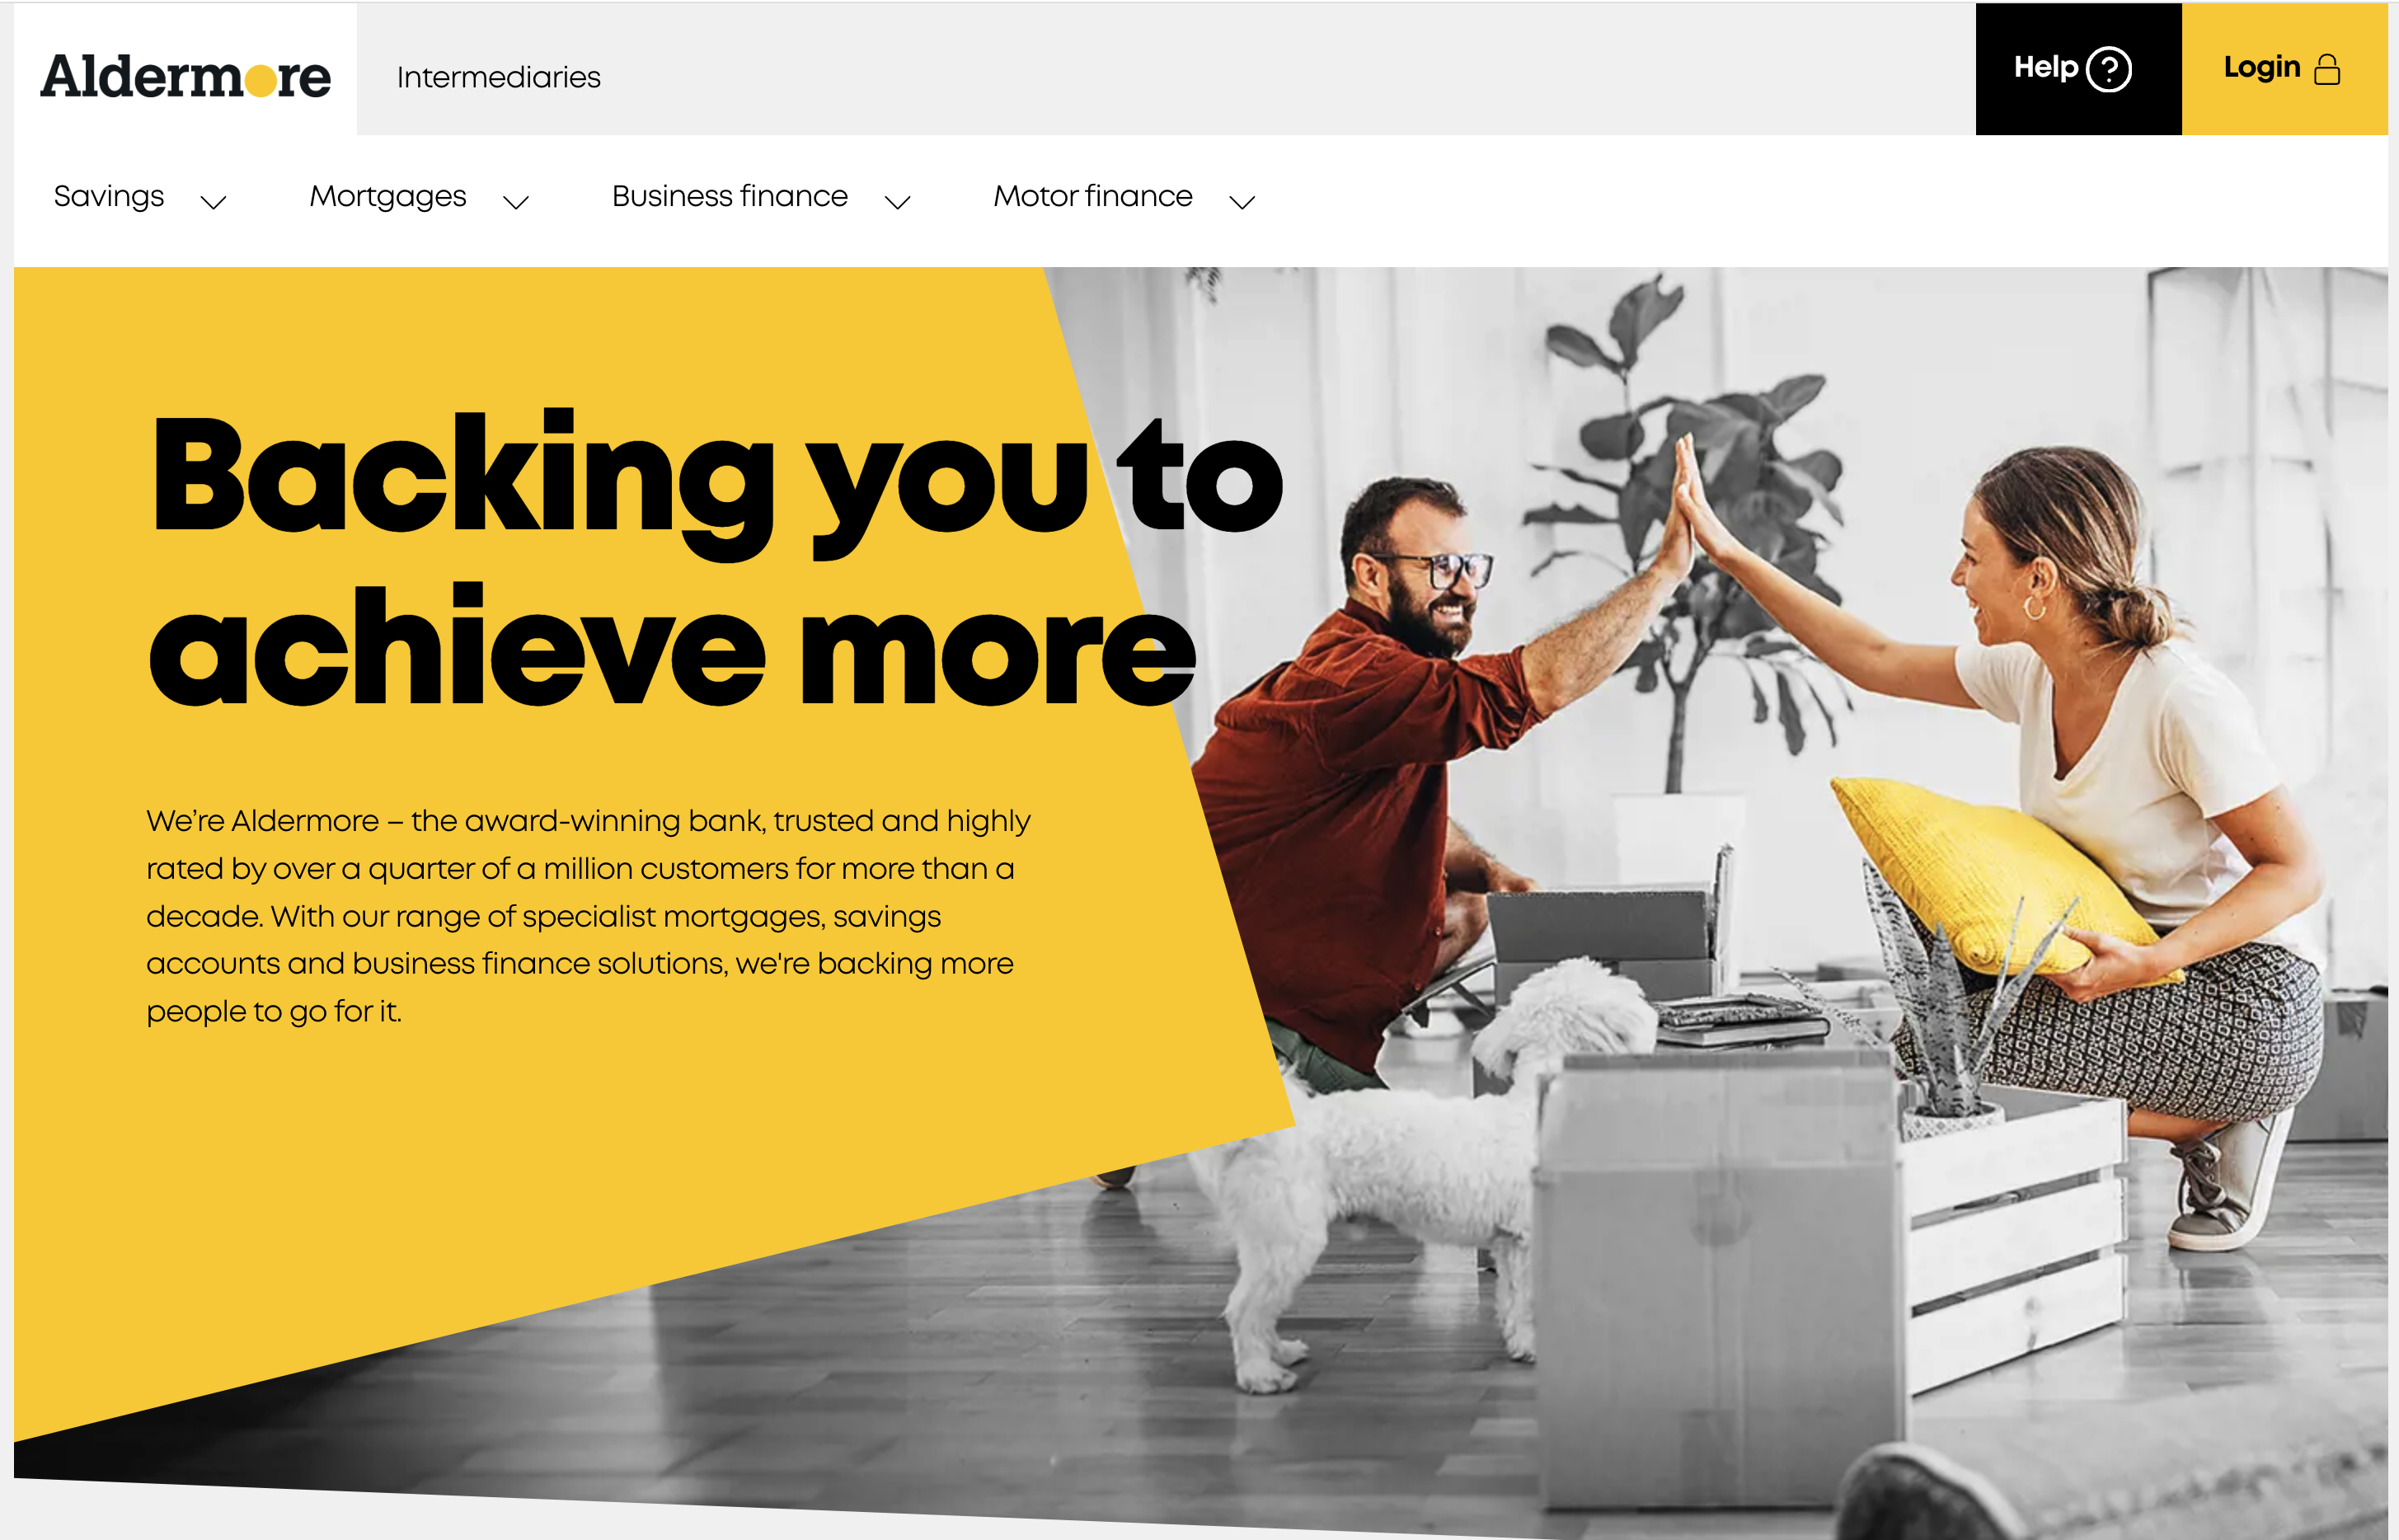 Aldermore
Intermediaries
Help ?
Login
Savings
Mortgages
Business finance
Motor finance
Backing you to
achieve more
We’re Aldermore – the award-winning bank, trusted and highly
rated by over a quarter of a million customers for more than a
decade. With our range of specialist mortgages, savings
accounts and business finance solutions, we're backing more
people to go for it.